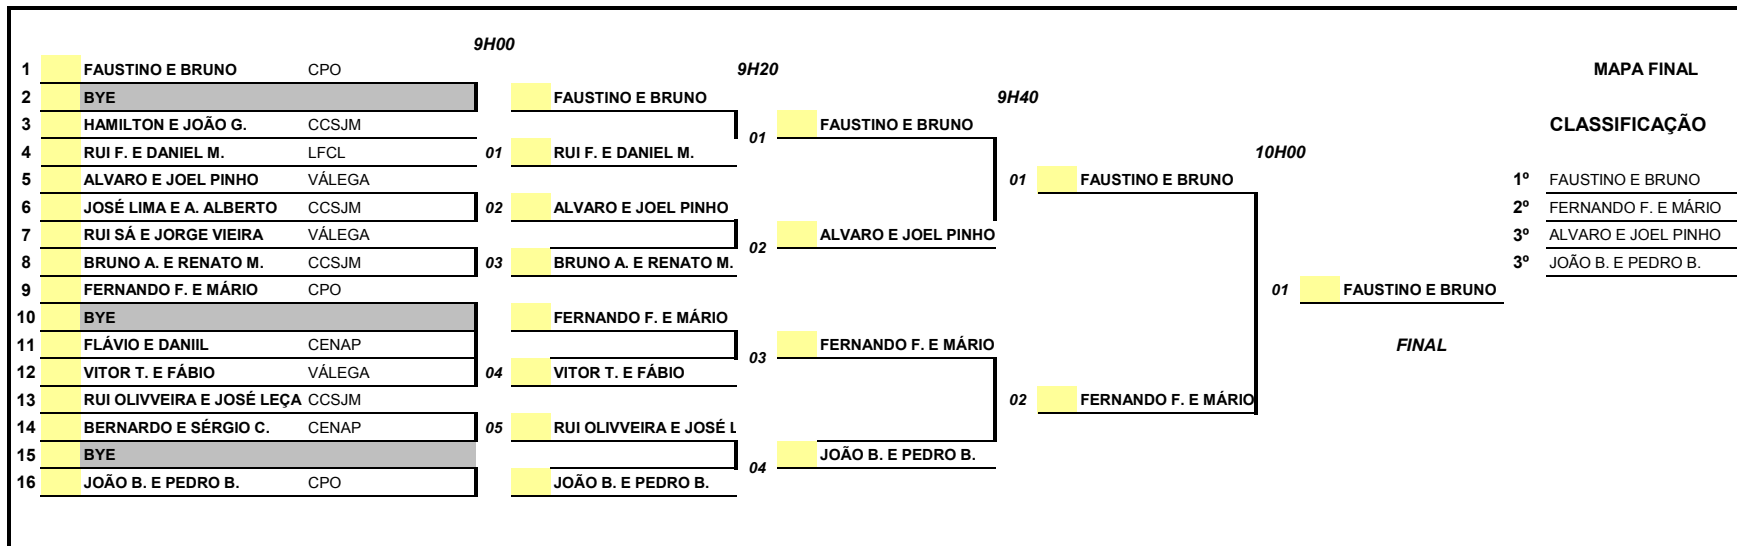 9H00
1 FAUSTINO E BRUNO CPO 9H20 MAPA FINAL
2 BYE FAUSTINO E BRUNO 9H40
3 HAMILTON E JOÃO G. CCSJM 01 FAUSTINO E BRUNO CLASSIFICAÇÃO
4 RUI F. E DANIEL M. LFCL 01 RUI F. E DANIEL M. 10H00
5 ALVARO E JOEL PINHO VÁLEGA 01 FAUSTINO E BRUNO 1º FAUSTINO E BRUNO
6 JOSÉ LIMA E A. ALBERTO CCSJM 02 ALVARO E JOEL PINHO 2º FERNANDO F. E MÁRIO
7 RUI SÁ E JORGE VIEIRA VÁLEGA 02 ALVARO E JOEL PINHO 3º ALVARO E JOEL PINHO
8 BRUNO A. E RENATO M. CCSJM 03 BRUNO A. E RENATO M. 3º JOÃO B. E PEDRO B.
9 FERNANDO F. E MÁRIO CPO 01 FAUSTINO E BRUNO
10 BYE FERNANDO F. E MÁRIO
11 FLÁVIO E DANIIL CENAP 03 FERNANDO F. E MÁRIO FINAL
12 VITOR T. E FÁBIO VÁLEGA 04 VITOR T. E FÁBIO
13 RUI OLIVVEIRA E JOSÉ LEÇA CCSJM 02 FERNANDO F. E MÁRIO
14 BERNARDO E SÉRGIO C. CENAP 05 RUI OLIVVEIRA E JOSÉ L
15 BYE 04 JOÃO B. E PEDRO B.
16 JOÃO B. E PEDRO B. CPO JOÃO B. E PEDRO B.